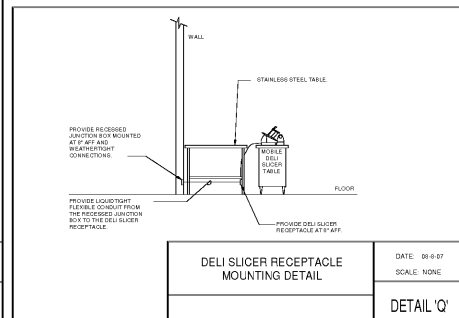 WALL
STAINLESS STEEL TABLE.
PROVIDE RECESSED
JUNCTION BOX MOUNTED
AT 8" AFF AND
WEATHERTIGHT
CONNECTIONS.
MOBILE
DELI
SLICER
TABLE
FLOOR
PROVIDE LIQUIDTIGHT
FLEXIBLE CONDUIT FROM
THE RECESSED JUNCTION
BOX TO THE DELI SLICER
RECEPTACLE.
PROVIDE DELI SLICER
RECEPTACLE AT 8" AFF.
DELI SLICER RECEPTACLE
MOUNTING DETAIL
DATE: 08-8-07
SCALE: NONE
DETAIL 'Q'